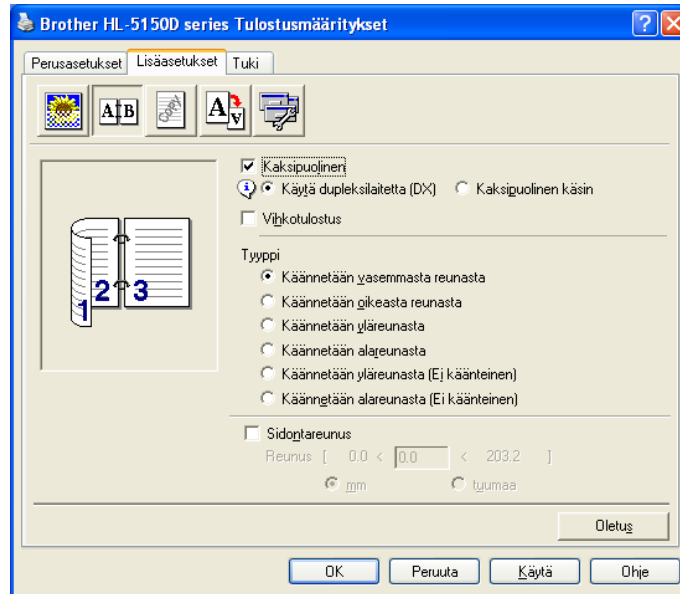 Brother HL-5150D series Tulostusmääritykset
Perusasetukset Lisäasetukset Tuki
A B
Copy
A A
Kaksipuolinen
Käytä dupleksilaitetta (DX) Kaksipuolinen käsin
Vihkotulostus
1 2 3
Tyyppi
Käännetään vasemmasta reunasta
Käännetään oikeasta reunasta
Käännetään yläreunasta
Käännetään alareunasta
Käännetään yläreunasta (Ei käänteinen)
Käännetään alareunasta (Ei käänteinen)
Sidontareunus
Reunus [ 0.0 < 0.0 < 203.2 ]
mm tuumaa
Oletus
OK Peruuta Käytä Ohje